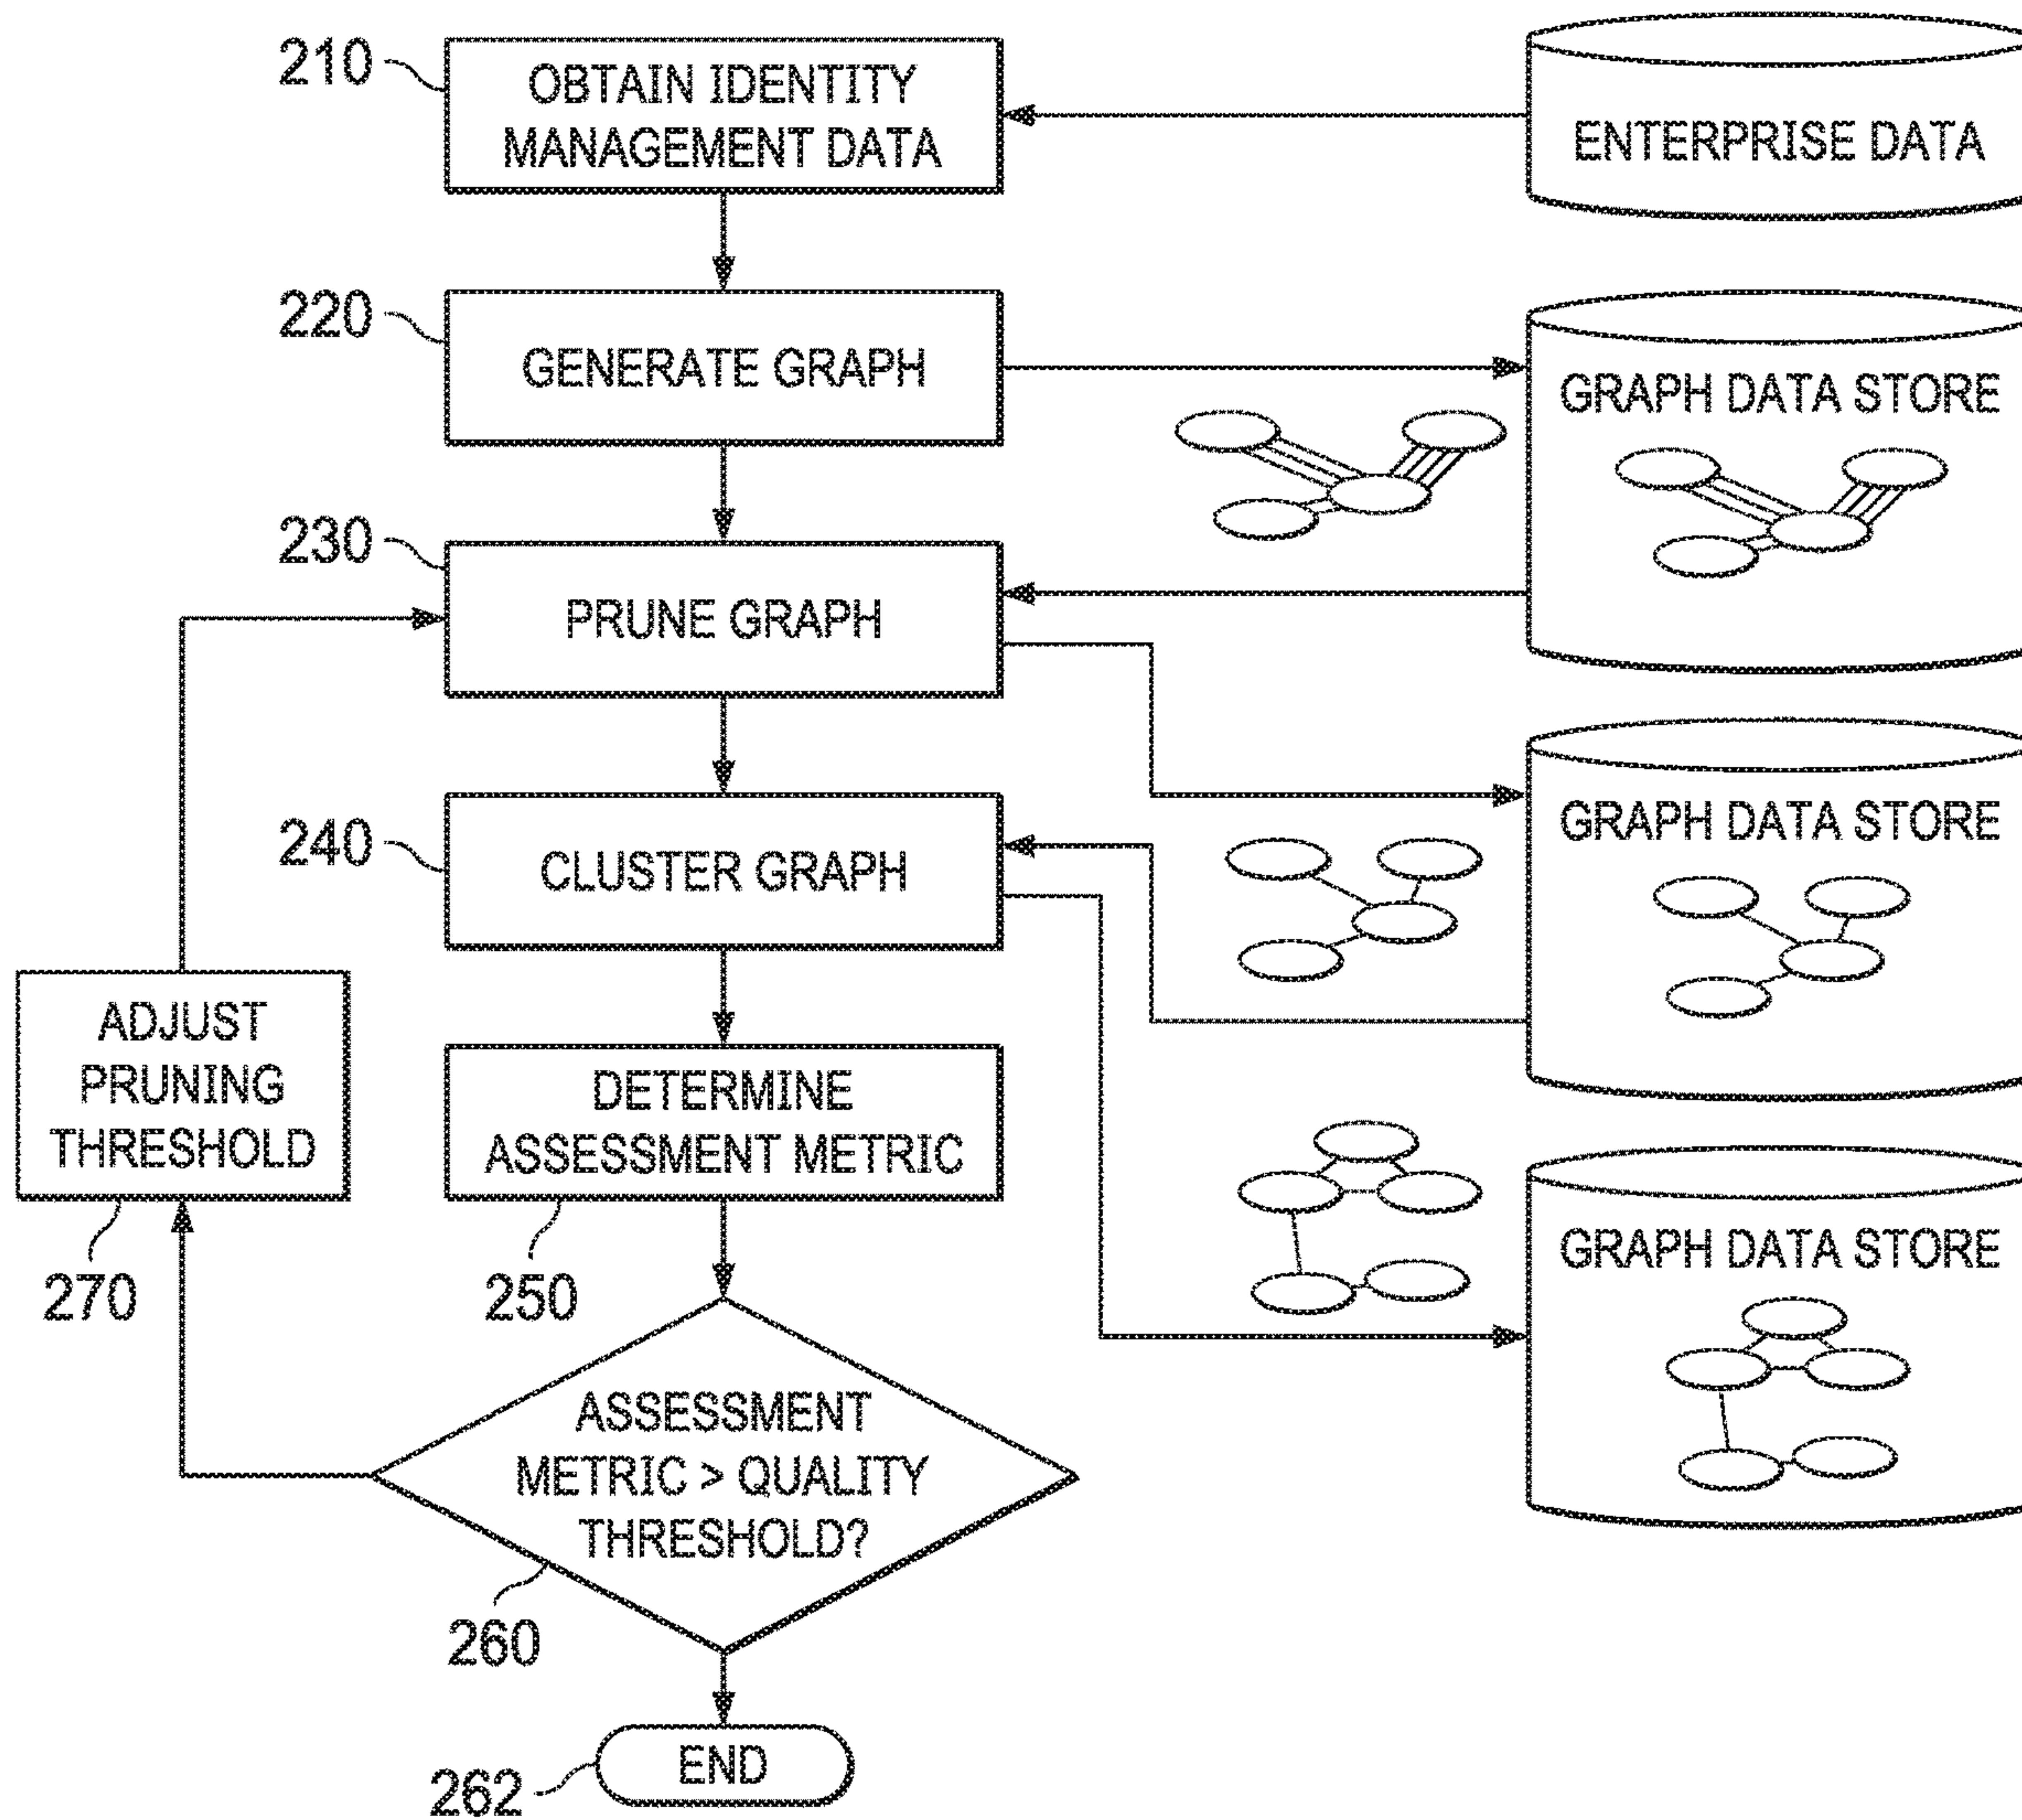 210
OBTAIN IDENTITY
MANAGEMENT DATA
ENTERPRISE DATA
220
GENERATE GRAPH
GRAPH DATA STORE
230
PRUNE GRAPH
240
CLUSTER GRAPH
GRAPH DATA STORE
ADJUST
PRUNING
THRESHOLD
270
DETERMINE
ASSESSMENT METRIC
250
GRAPH DATA STORE
ASSESSMENT
METRIC > QUALITY
THRESHOLD?
260
END
262